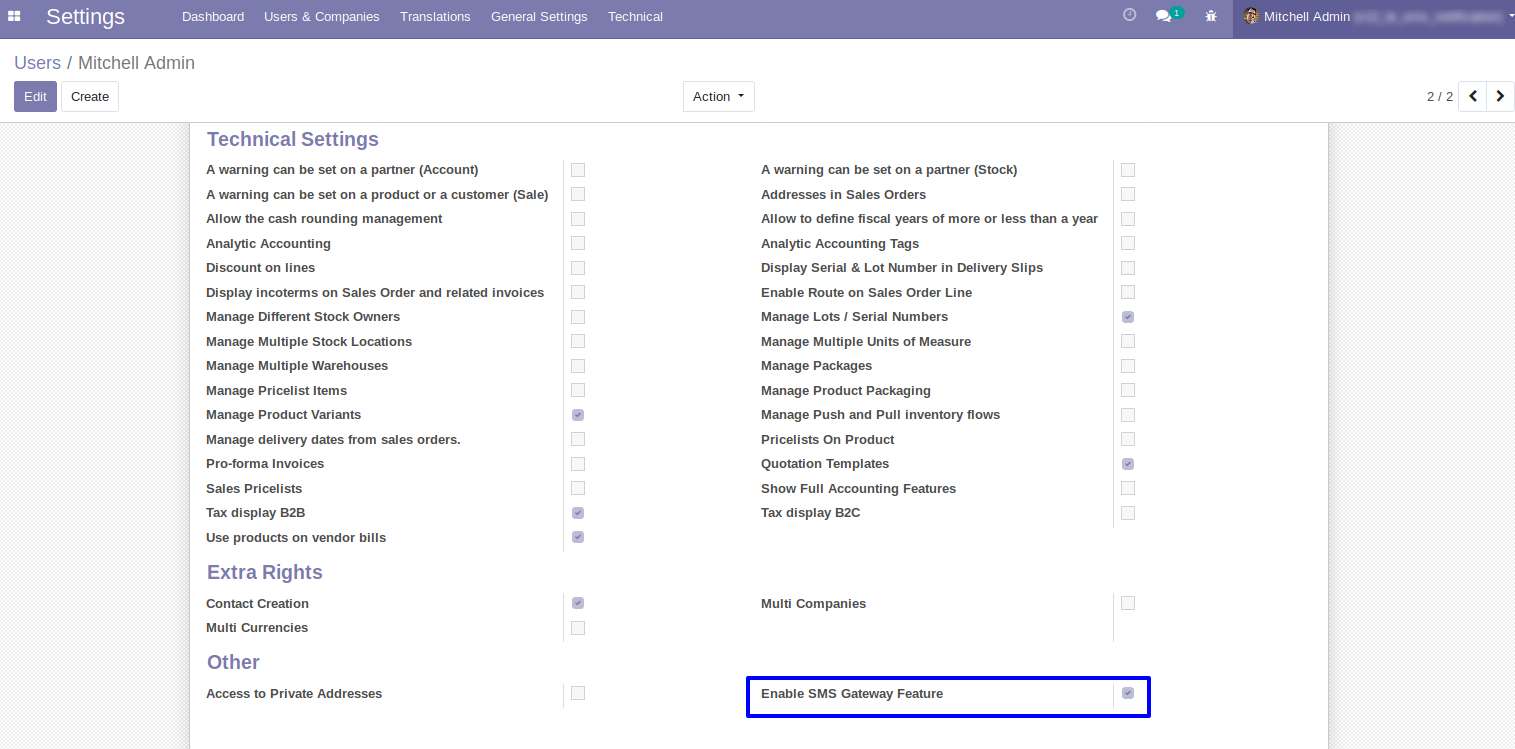 Settings Dashboard Users & Companies Translations General Settings Technical 1 Mitchell Admin
Users / Mitchell Admin
Edit Create Action 2 / 2
Technical Settings
A warning can be set on a partner (Account) A warning can be set on a partner (Stock)
A warning can be set on a product or a customer (Sale) Addresses in Sales Orders
Allow the cash rounding management Allow to define fiscal years of more or less than a year
Analytic Accounting Analytic Accounting Tags
Discount on lines Display Serial & Lot Number in Delivery Slips
Display incoterms on Sales Order and related invoices Enable Route on Sales Order Line
Manage Different Stock Owners Manage Lots / Serial Numbers
Manage Multiple Stock Locations Manage Multiple Units of Measure
Manage Multiple Warehouses Manage Packages
Manage Pricelist Items Manage Product Packaging
Manage Product Variants Manage Push and Pull inventory flows
Manage delivery dates from sales orders. Pricelists On Product
Pro-forma Invoices Quotation Templates
Sales Pricelists Show Full Accounting Features
Tax display B2B Tax display B2C
Use products on vendor bills
Extra Rights
Contact Creation Multi Companies
Multi Currencies
Other
Access to Private Addresses Enable SMS Gateway Feature